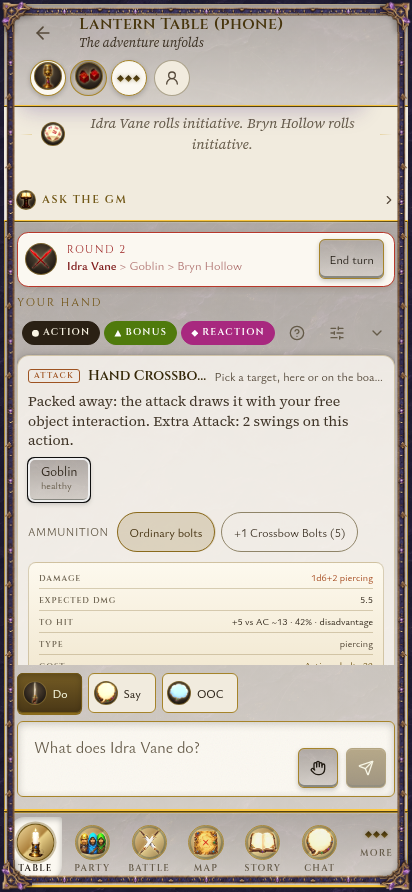 LANTERN TABLE (PHONE)
The adventure unfolds
Idra Vane rolls initiative. Bryn Hollow rolls
initiative.
ASK THE GM
ROUND 2
Idra Vane > Goblin > Bryn Hollow
End turn
YOUR HAND
ACTION
BONUS
REACTION
ATTACK
HAND CROSSBO...
Pick a target, here or on the boa...
Packed away: the attack draws it with your free
object interaction. Extra Attack: 2 swings on this
action.
Goblin
healthy
AMMUNITION
Ordinary bolts
+1 Crossbow Bolts (5)
DAMAGE
1d6+2 piercing
EXPECTED DMG
5.5
TO HIT
+5 vs AC ~13 · 42% · disadvantage
TYPE
piercing
Do
Say
OOC
What does Idra Vane do?
TABLE
PARTY
BATTLE
MAP
STORY
CHAT
MORE